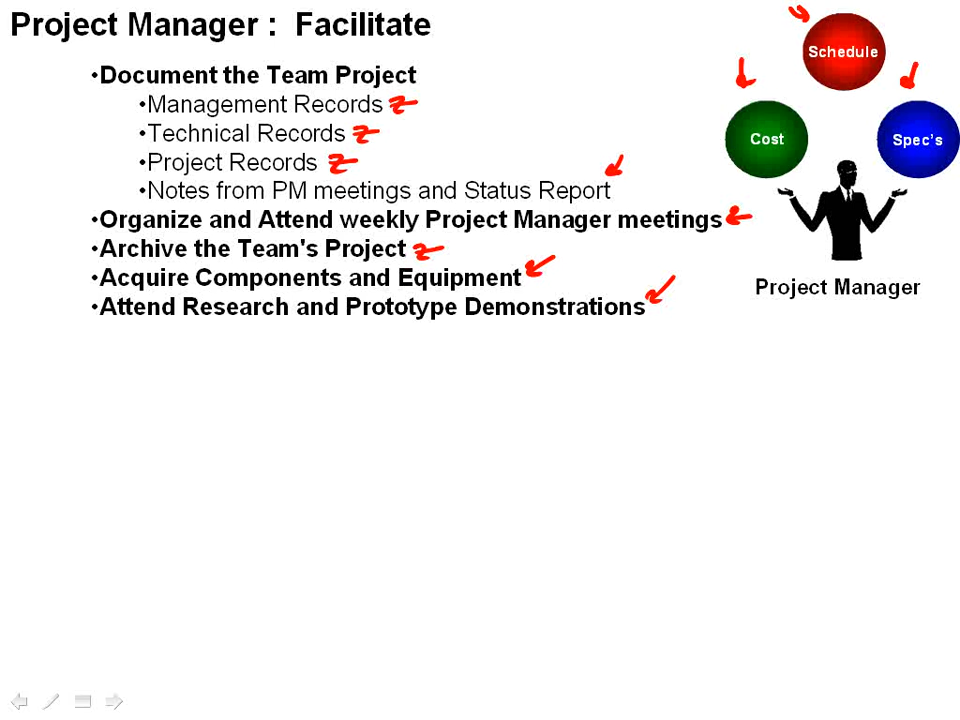 Project Manager :  Facilitate
•Document the Team Project
•Management Records
•Technical Records
•Project Records
•Notes from PM meetings and Status Report
•Organize and Attend weekly Project Manager meetings
•Archive the Team's Project
•Acquire Components and Equipment
•Attend Research and Prototype Demonstrations
Schedule
Cost
Spec's
Project Manager